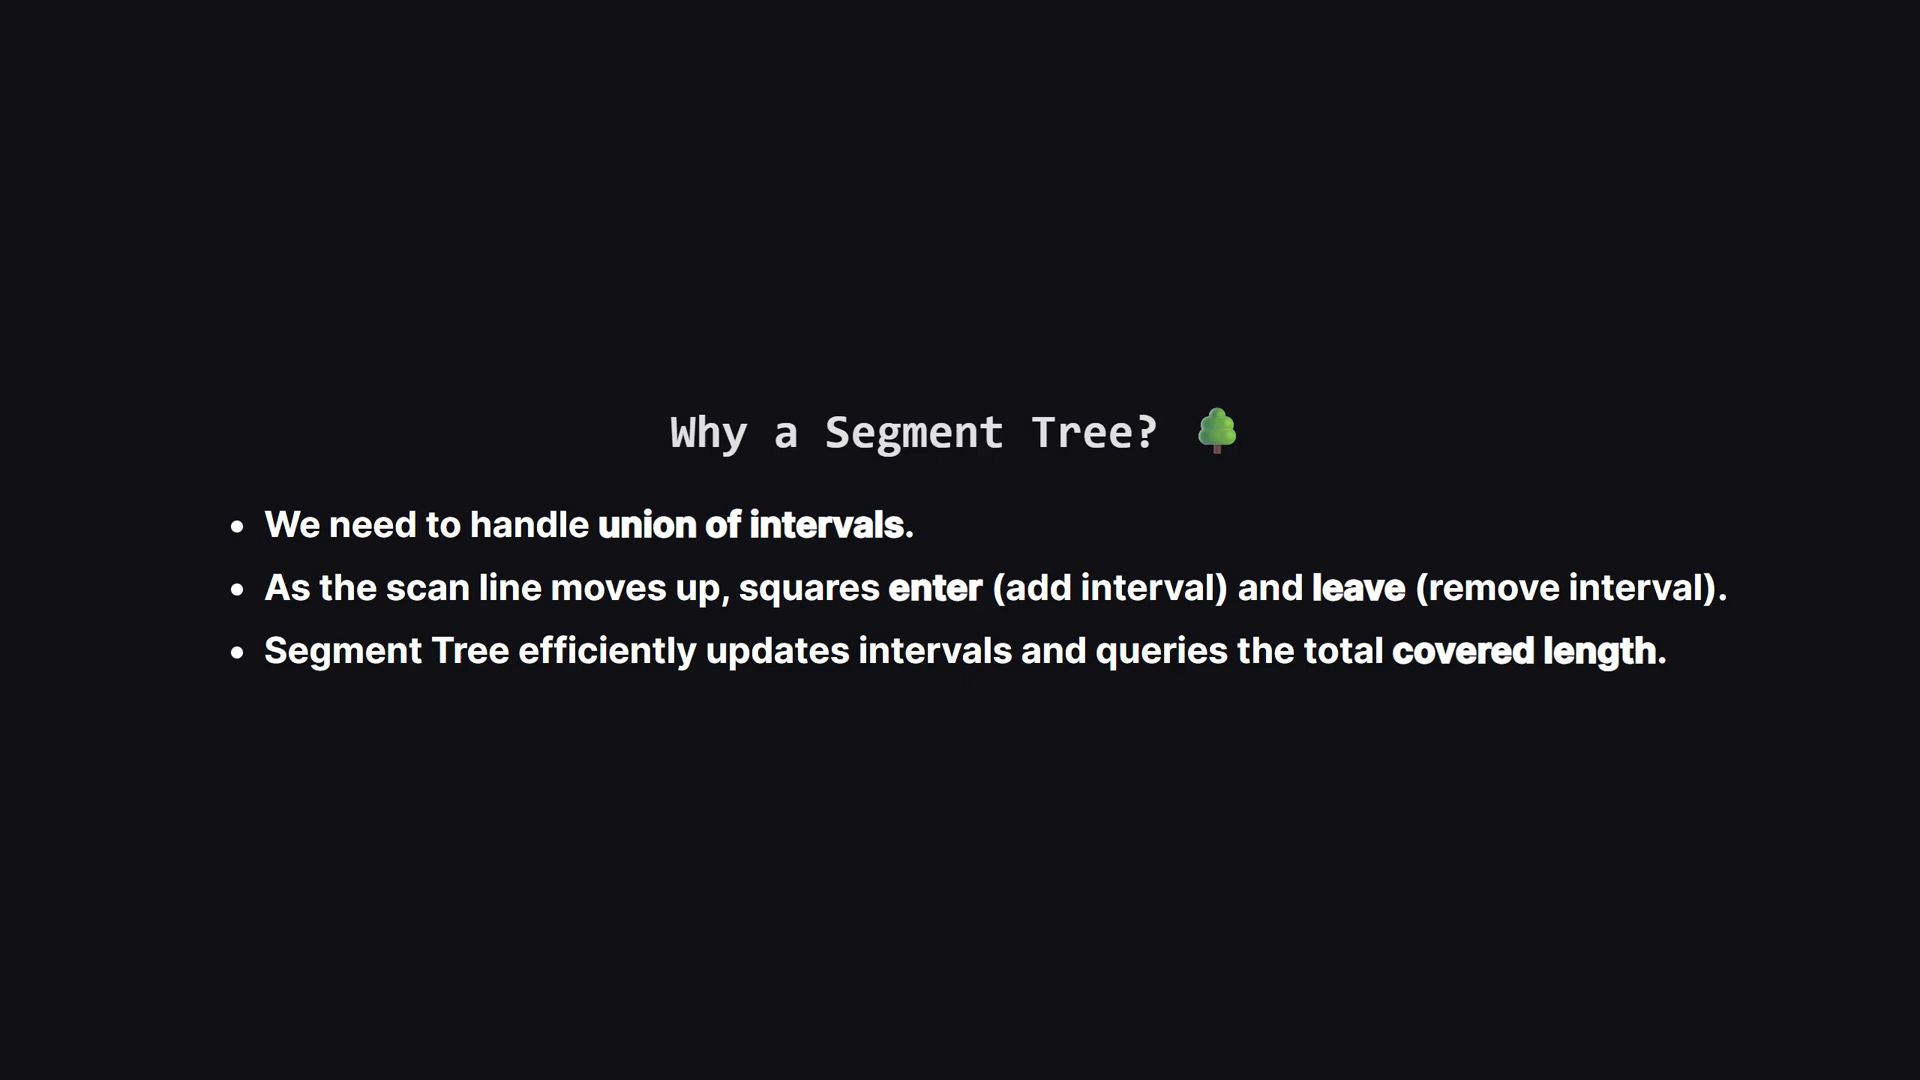 Why a Segment Tree? 🌳
• We need to handle union of intervals.
• As the scan line moves up, squares enter (add interval) and leave (remove interval).
• Segment Tree efficiently updates intervals and queries the total covered length.